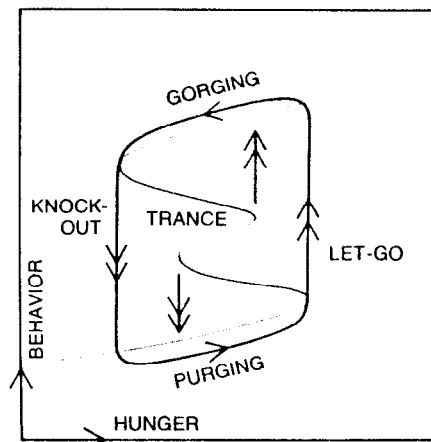 GORGING
KNOCK-
OUT
TRANCE
LET-GO
BEHAVIOR
PURGING
HUNGER